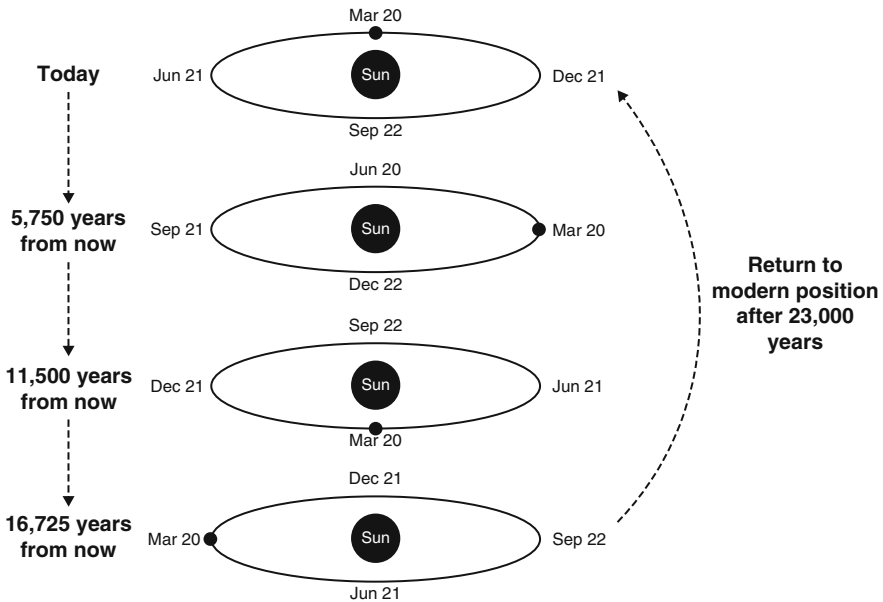 Mar 20
Today
Jun 21
Sun
Dec 21
Sep 22
Jun 20
5,750 years
from now
Sep 21
Sun
Mar 20
Dec 22
Return to
modern position
after 23,000
years
Sep 22
11,500 years
from now
Dec 21
Sun
Jun 21
Mar 20
Dec 21
16,725 years
from now
Mar 20
Sun
Sep 22
Jun 21